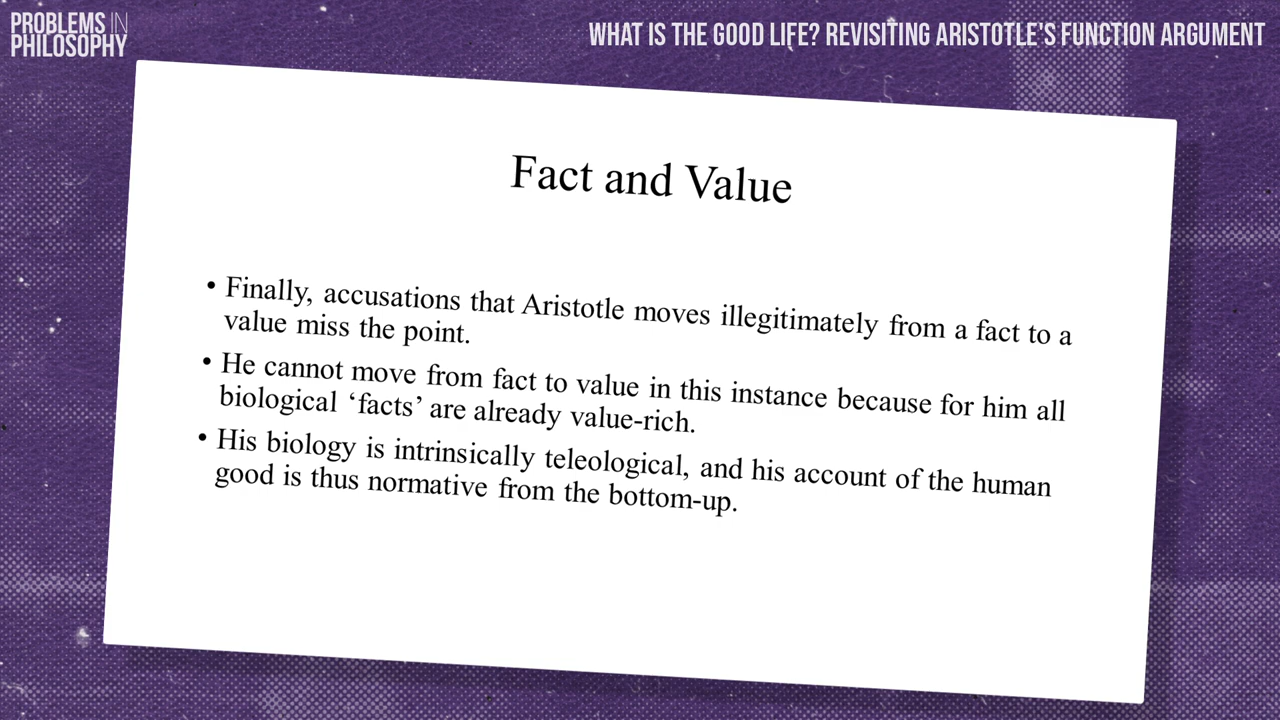 PROBLEMS IN
PHILOSOPHY
WHAT IS THE GOOD LIFE? REVISITING ARISTOTLE'S FUNCTION ARGUMENT
Fact and Value
• Finally, accusations that Aristotle moves illegitimately from a fact to a
value miss the point.
• He cannot move from fact to value in this instance because for him all
biological ‘facts’ are already value-rich.
• His biology is intrinsically teleological, and his account of the human
good is thus normative from the bottom-up.